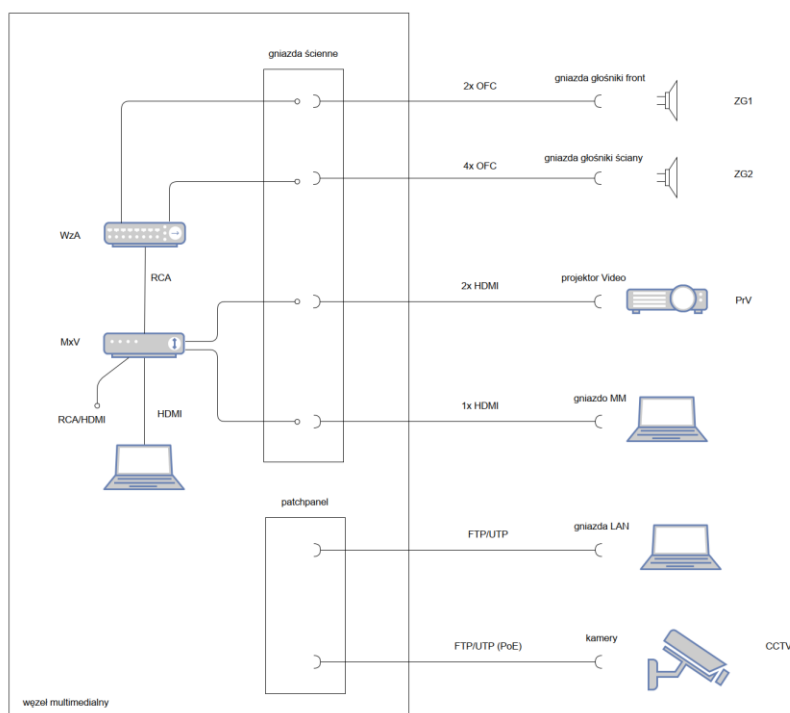 gniazda ścienne
2x OFC
gniazda głośniki front
ZG1
4x OFC
gniazda głośniki ściany
ZG2
WzA
RCA
2x HDMI
projektor Video
PrV
MxV
RCA/HDMI
HDMI
1x HDMI
gniazdo MM
patchpanel
FTP/UTP
gniazda LAN
FTP/UTP (PoE)
kamery
CCTV
węzeł multimedialny